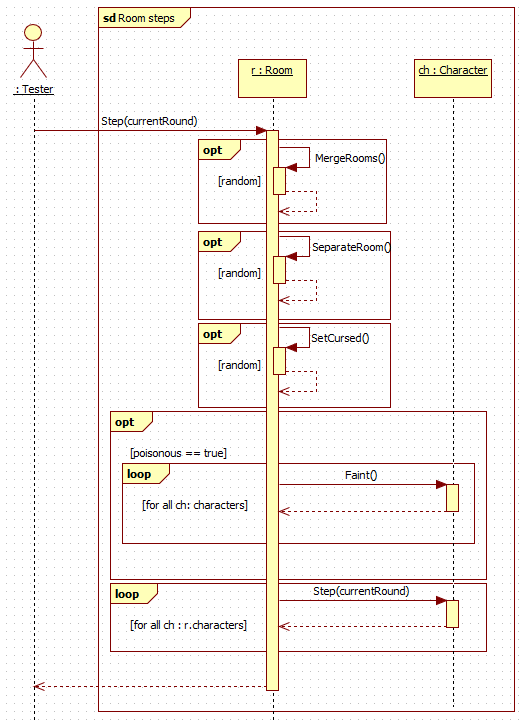 sd Room steps
: Tester
r : Room
ch : Character
Step(currentRound)
opt
MergeRooms()
[random]
opt
SeparateRoom()
[random]
opt
SetCursed()
[random]
opt
[poisonous == true]
loop
Faint()
[for all ch: characters]
loop
Step(currentRound)
[for all ch : r.characters]